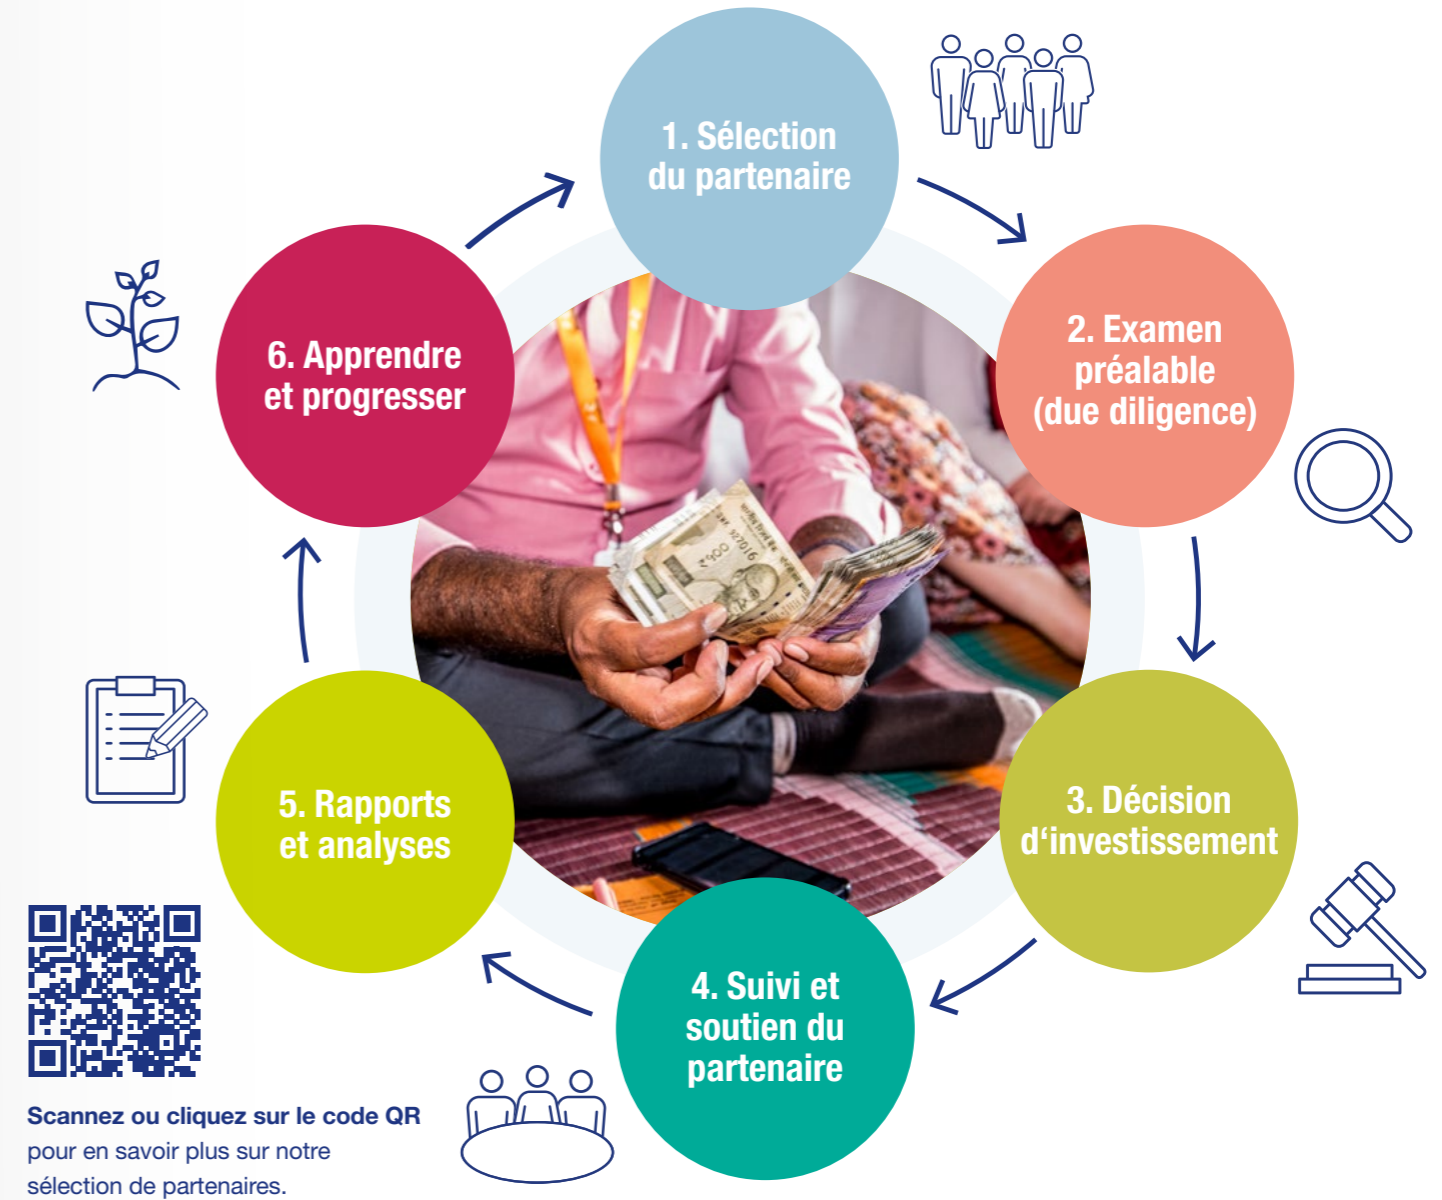 1. Sélection
du partenaire
2. Examen
préalable
(due diligence)
3. Décision
d‘investissement
4. Suivi et
soutien du
partenaire
5. Rapports
et analyses
6. Apprendre
et progresser
₹500
927016
Scannez ou cliquez sur le code QR
pour en savoir plus sur notre
sélection de partenaires.